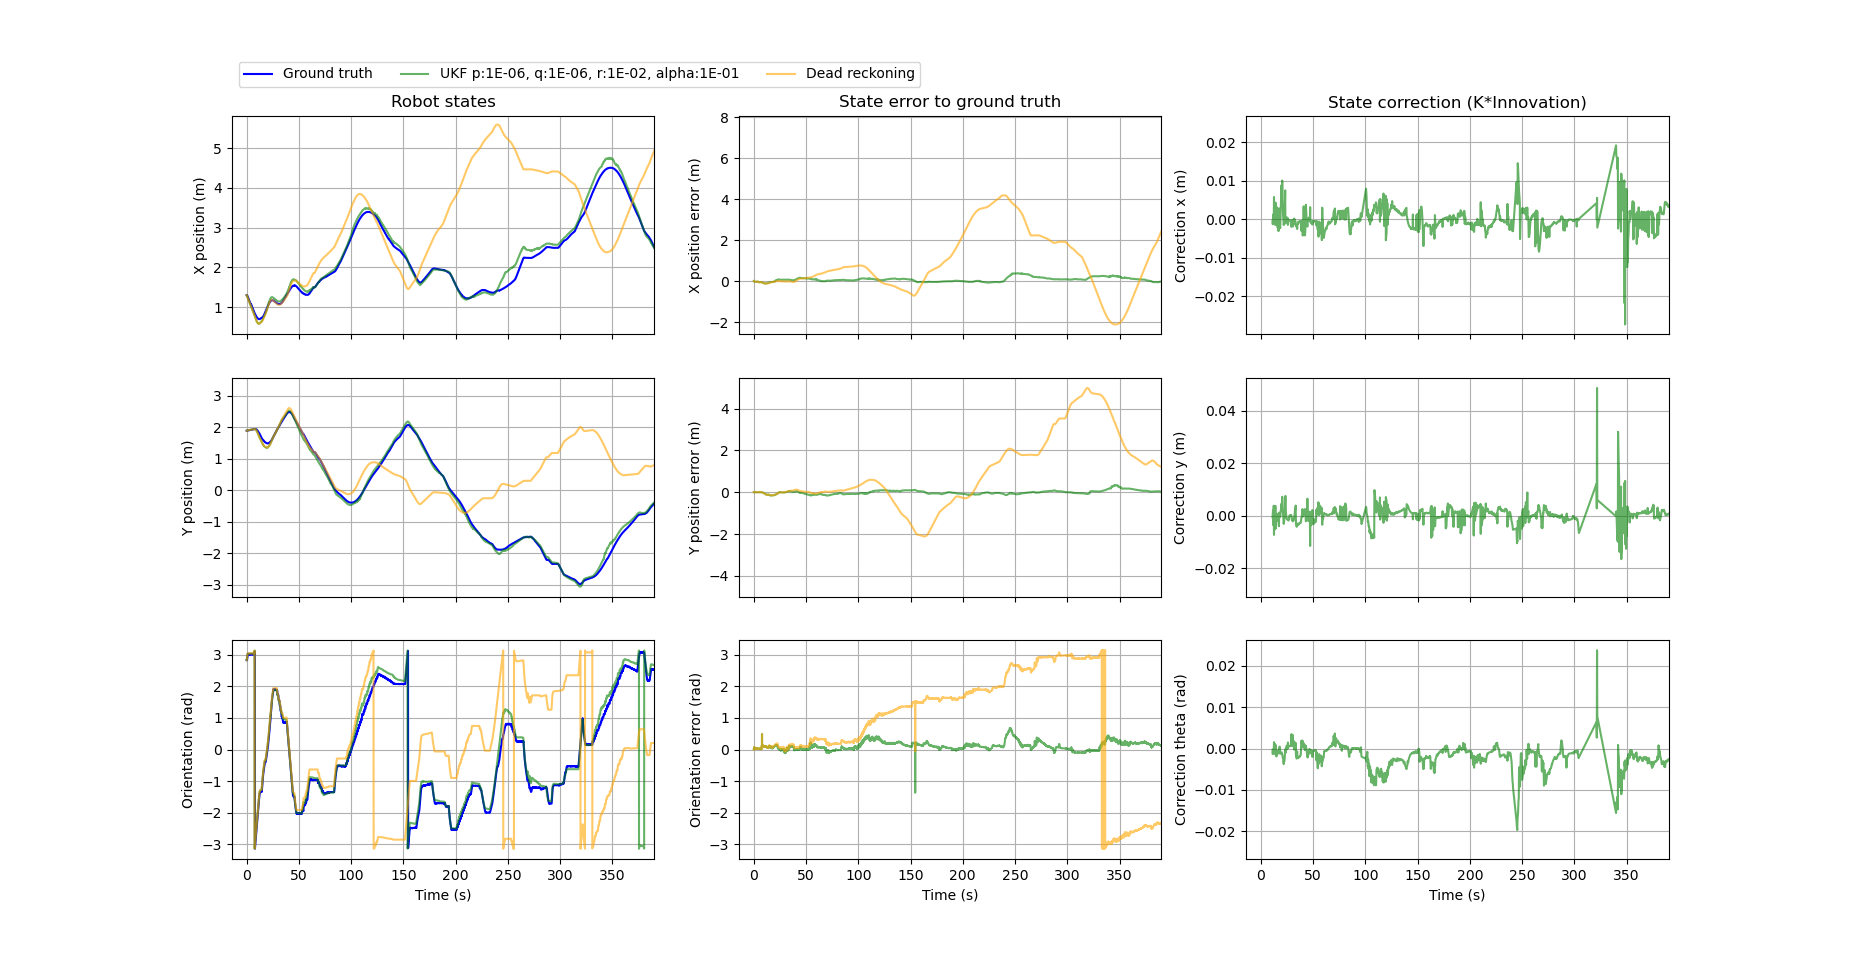 Ground truth
UKF p:1E-06, q:1E-06, r:1E-02, alpha:1E-01
Dead reckoning
Robot states
State error to ground truth
State correction (K*Innovation)
X position (m)
5
4
3
2
1
X position error (m)
8
6
4
2
0
−2
Correction x (m)
0.02
0.01
0.00
−0.01
−0.02
Y position (m)
3
2
1
0
−1
−2
−3
Y position error (m)
4
2
0
−2
−4
Correction y (m)
0.04
0.02
0.00
−0.02
Orientation (rad)
3
2
1
0
−1
−2
−3
0 50 100 150 200 250 300 350
Time (s)
Orientation error (rad)
3
2
1
0
−1
−2
−3
0 50 100 150 200 250 300 350
Time (s)
Correction theta (rad)
0.02
0.01
0.00
−0.01
−0.02
0 50 100 150 200 250 300 350
Time (s)